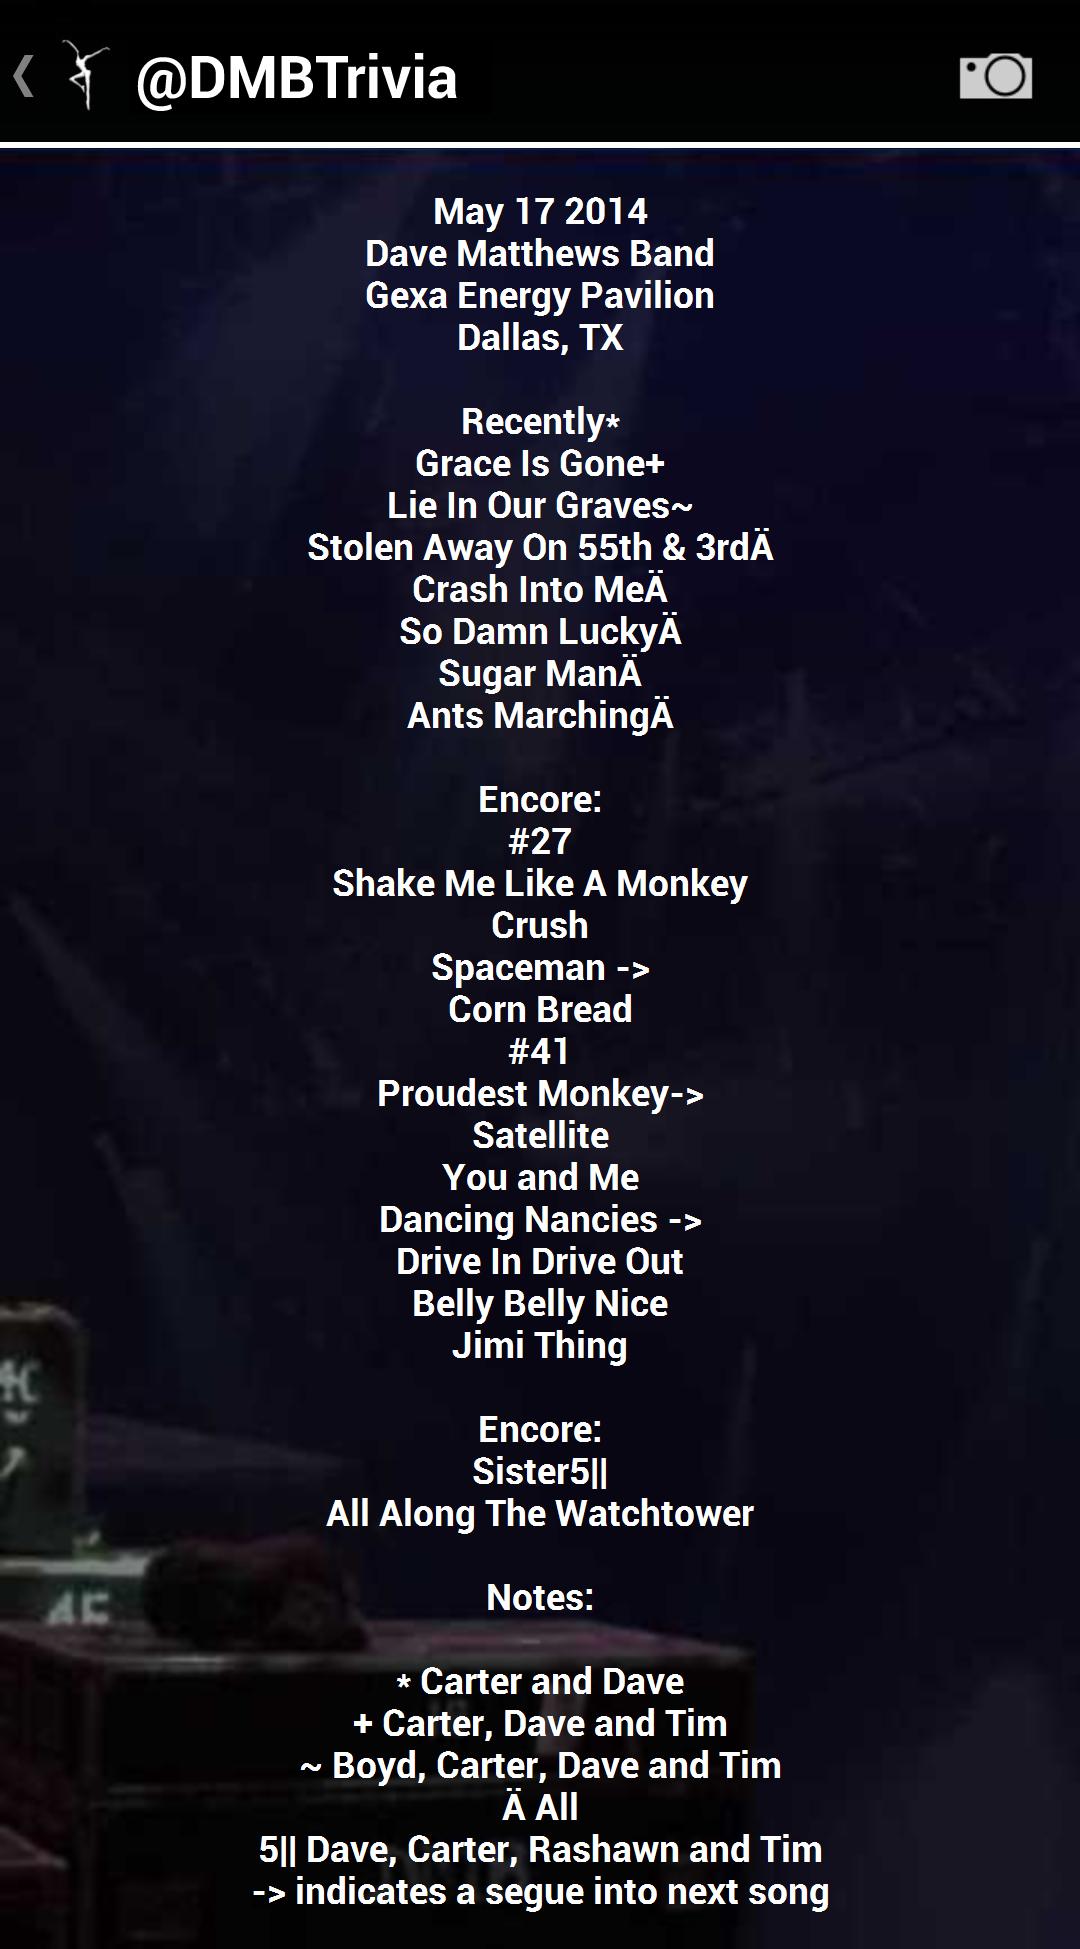 @DMBTrivia
May 17 2014
Dave Matthews Band
Gexa Energy Pavilion
Dallas, TX
Recently*
Grace Is Gone+
Lie In Our Graves~
Stolen Away On 55th & 3rdÄ
Crash Into MeÄ
So Damn LuckyÄ
Sugar ManÄ
Ants MarchingÄ
Encore:
#27
Shake Me Like A Monkey
Crush
Spaceman ->
Corn Bread
#41
Proudest Monkey->
Satellite
You and Me
Dancing Nancies ->
Drive In Drive Out
Belly Belly Nice
Jimi Thing
Encore:
Sister5||
All Along The Watchtower
Notes:
* Carter and Dave
+ Carter, Dave and Tim
~ Boyd, Carter, Dave and Tim
Ä All
5|| Dave, Carter, Rashawn and Tim
-> indicates a segue into next song